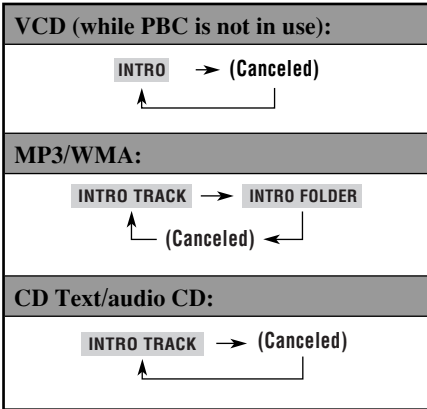 VCD (while PBC is not in use):
INTRO (Canceled)
MP3/WMA:
INTRO TRACK INTRO FOLDER
(Canceled)
CD Text/audio CD:
INTRO TRACK (Canceled)